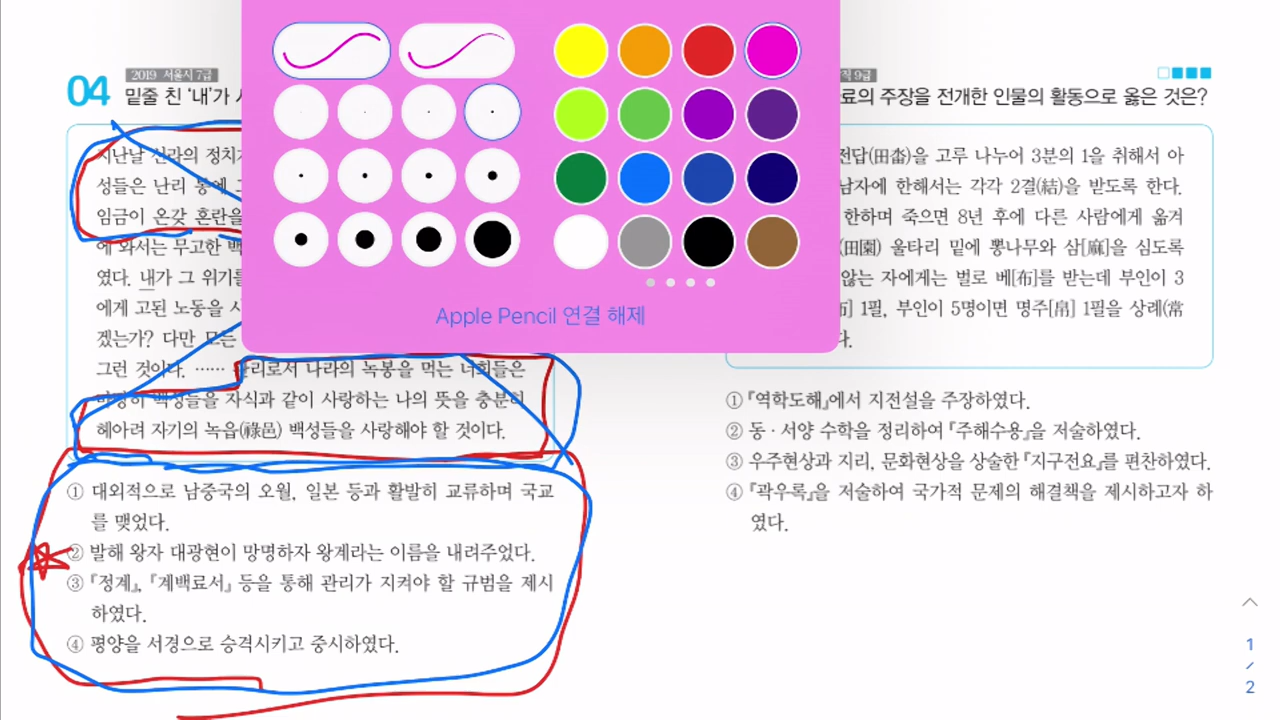 2019 서울시 7급
04 밑줄 친 '내'가
지난날 신라의 정치
성들은 난리 통에
임금이 온갖 혼란을
에 와서는 무고한 백
였다. 내가 그 위기를
에게 고된 노동을
겠는가? 다만 모든
그런 것이다. …… 관리로서 나라의 녹봉을 먹는 너희들은
마땅히 백성들을 자식과 같이 사랑하는 나의 뜻을 충분히
헤아려 자기의 녹읍(祿邑) 백성들을 사랑해야 할 것이다.
① 대외적으로 남중국의 오월, 일본 등과 활발히 교류하며 국교
를 맺었다.
② 발해 왕자 대광현이 망명하자 왕계라는 이름을 내려주었다.
③ 『정계』, 『계백료서』 등을 통해 관리가 지켜야 할 규범을 제시
하였다.
④ 평양을 서경으로 승격시키고 중시하였다.
Apple Pencil 연결 해제
직 9급
료의 주장을 전개한 인물의 활동으로 옳은 것은?
전답(田畓)을 고루 나누어 3분의 1을 취해서 아
남자에 한해서는 각각 2결(結)을 받도록 한다.
한하며 죽으면 8년 후에 다른 사람에게 옮겨
(田園) 울타리 밑에 뽕나무와 삼[麻]을 심도록
않는 자에게는 벌로 베[布]를 받는데 부인이 3
1필, 부인이 5명이면 명주[帛] 1필을 상례(常
다.
① 『역학도해』에서 지전설을 주장하였다.
② 동·서양 수학을 정리하여 『주해수용』을 저술하였다.
③ 우주현상과 지리, 문화현상을 상술한 『지구전요』를 편찬하였다.
④ 『곽우록』을 저술하여 국가적 문제의 해결책을 제시하고자 하
였다.
1
/
2